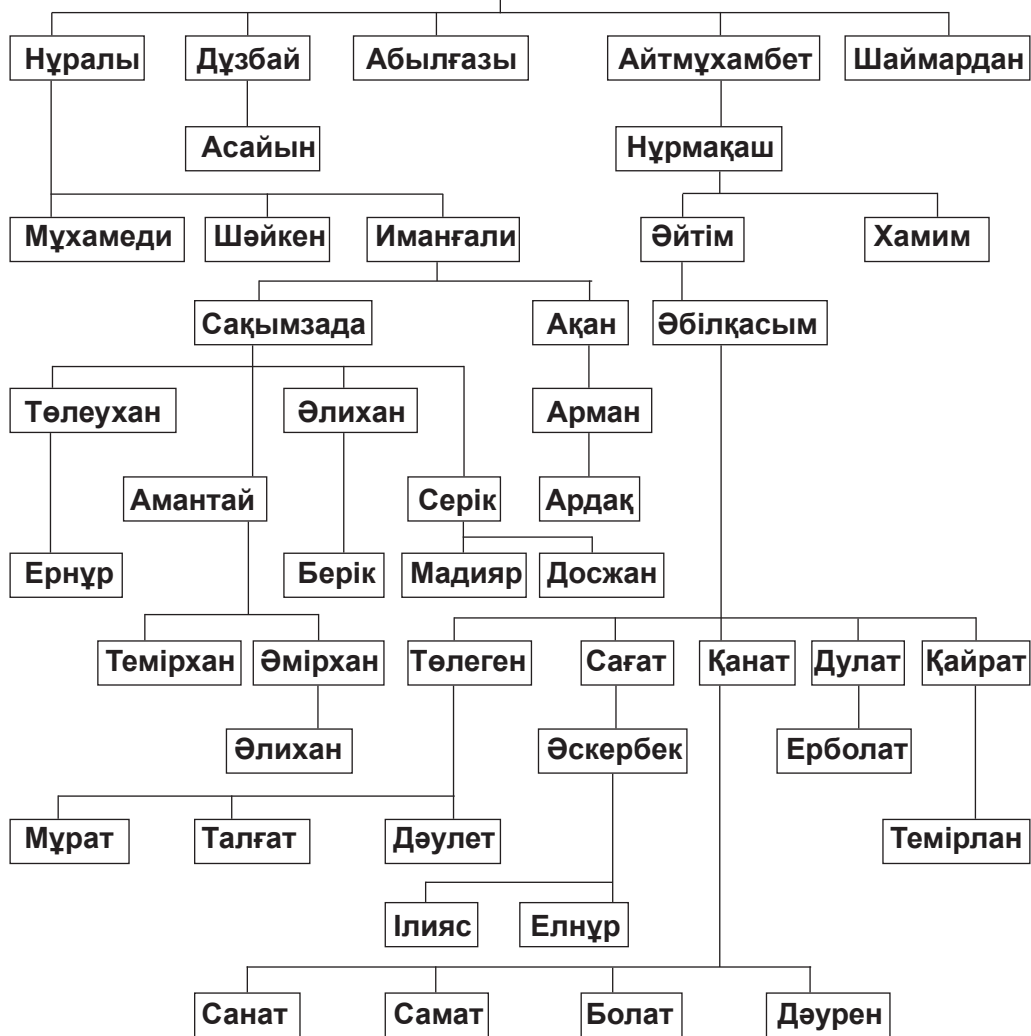 Нұралы Дұзбай Абылғазы Айтмұхамбет Шаймардан
Асайын Нұрмақаш
Мұхамеди Шәйкен Иманғали Әйтім Хамим
Сақымзада Ақан Әбілқасым
Төлеухан Әлихан Арман
Амантай Серік Ардақ
Ернұр Берік Мадияр Досжан
Темірхан Әмірхан Төлеген Сағат Қанат Дулат Қайрат
Әлихан Әскербек Ерболат
Мұрат Талғат Дәулет Темірлан
Ілияс Елнұр
Санат Самат Болат Дәурен